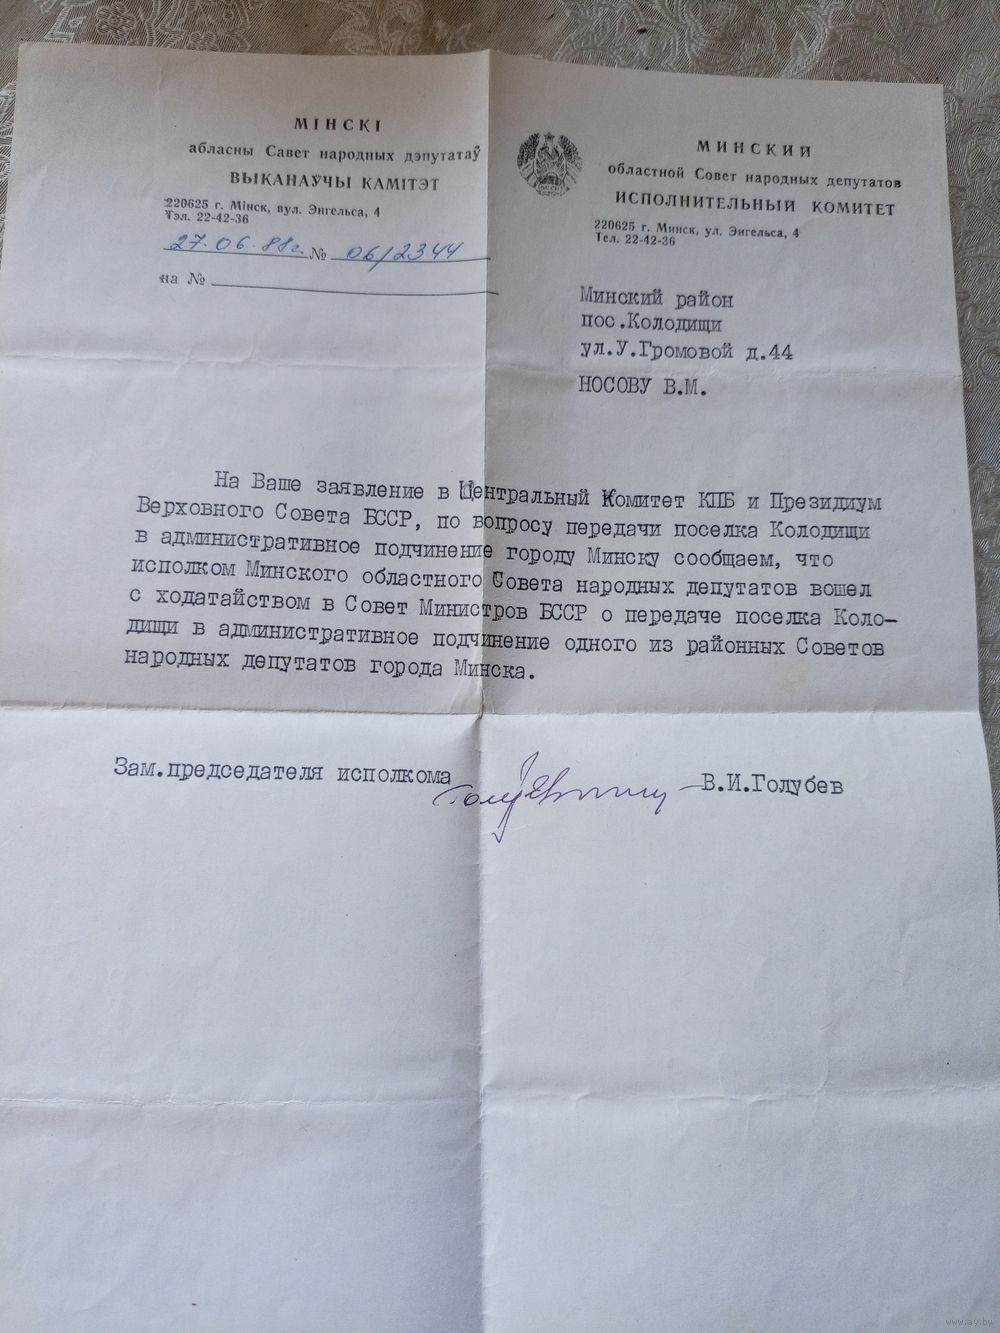 МІНСКІ
абласны Савет народных дэпутатаў
ВЫКАНАЎЧЫ КАМІТЭТ
220625 г. Мінск, вул. Энгельса, 4
Тэл. 22-42-36
27.06.88г. № 06/2344
на №
МИНСКИЙ
областной Совет народных депутатов
ИСПОЛНИТЕЛЬНЫЙ КОМИТЕТ
220625 г. Минск, ул. Энгельса, 4
Тел. 22-42-36
Минский район
пос.Колодищи
ул.У.Громовой д.44
НОСОВУ В.М.
На Ваше заявление в Центральный Комитет КПБ и Президиум
Верховного Совета БССР, по вопросу передачи поселка Колодищи
в административное подчинение городу Минску сообщаем, что
исполком Минского областного Совета народных депутатов вошел
с ходатайством в Совет Министров БССР о передаче поселка Коло-
дищи в административное подчинение одного из районных Советов
народных депутатов города Минска.
Зам.председателя исполкома В.И.Голубев
www.ay.by